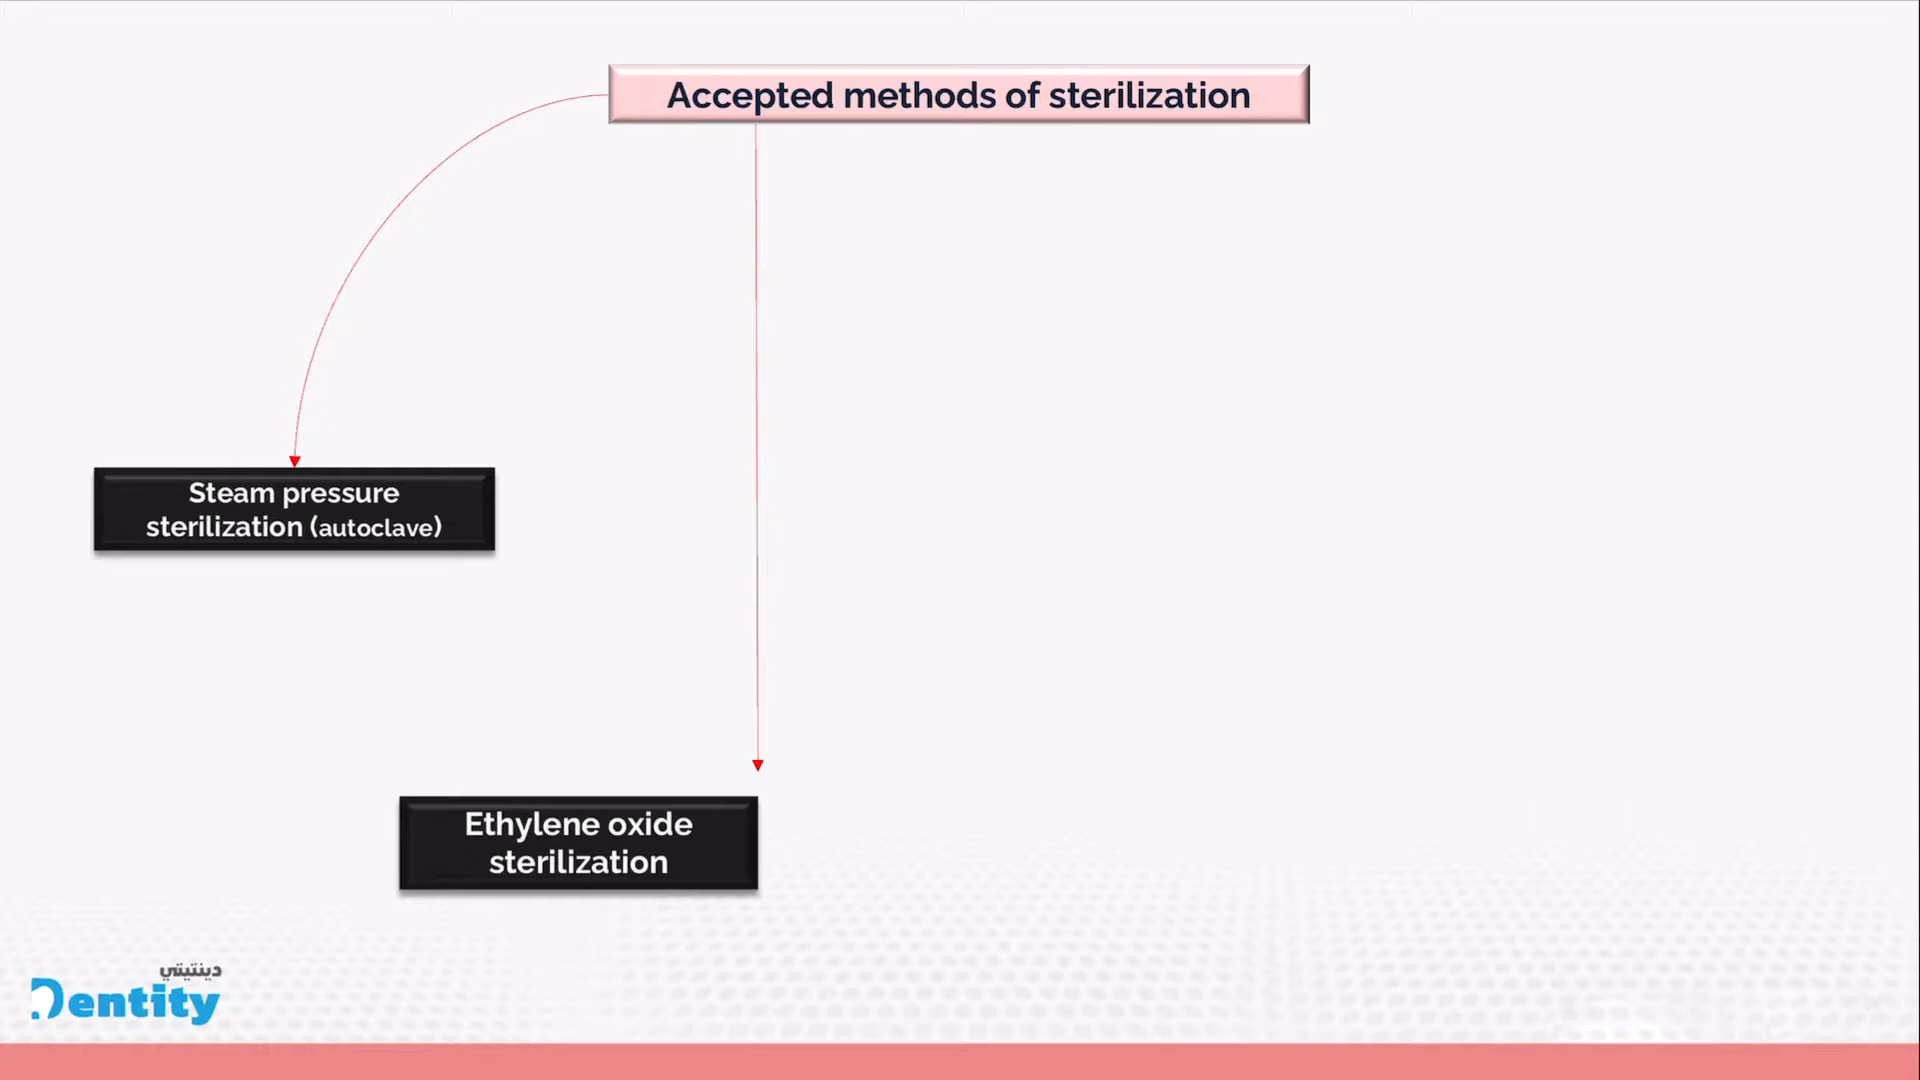 Accepted methods of sterilization
Steam pressure
sterilization (autoclave)
Ethylene oxide
sterilization
دينتيتي
Dentity